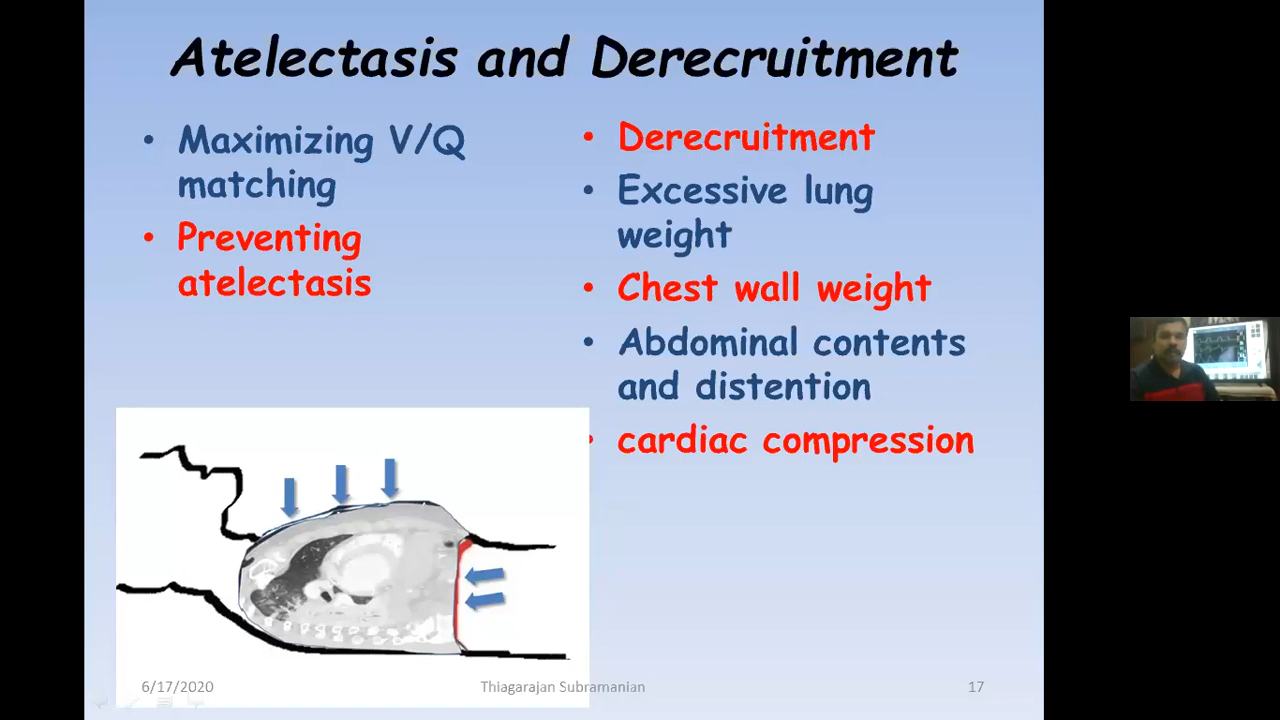 Atelectasis and Derecruitment
• Maximizing V/Q
matching
• Preventing
atelectasis
• Derecruitment
• Excessive lung
weight
• Chest wall weight
• Abdominal contents
and distention
• cardiac compression
6/17/2020
Thiagarajan Subramanian
17